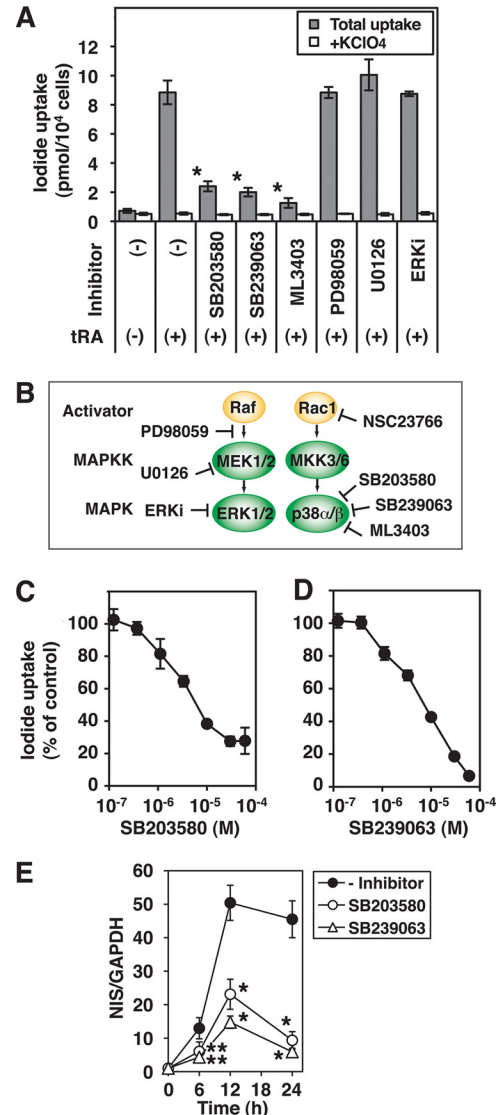 A
Total uptake
+KClO4
Iodide uptake
(pmol/10⁴ cells)
12
10
8
6
4
2
0
*
*
*
Inhibitor
(-)
(-)
SB203580
SB239063
ML3403
PD98059
U0126
ERKi
tRA
(-)
(+)
(+)
(+)
(+)
(+)
(+)
(+)
B
Activator
Raf
Rac1
NSC23766
PD98059
MAPKK
MEK1/2
MKK3/6
U0126
SB203580
MAPK
ERKi
ERK1/2
p38α/β
SB239063
ML3403
C
Iodide uptake
(% of control)
100
80
60
40
20
0
10⁻⁷
10⁻⁶
10⁻⁵
10⁻⁴
SB203580 (M)
D
100
80
60
40
20
0
10⁻⁷
10⁻⁶
10⁻⁵
10⁻⁴
SB239063 (M)
E
NIS/GAPDH
60
50
40
30
20
10
0
- Inhibitor
SB203580
SB239063
**
**
*
*
*
*
0
6
12
18
24
Time (h)